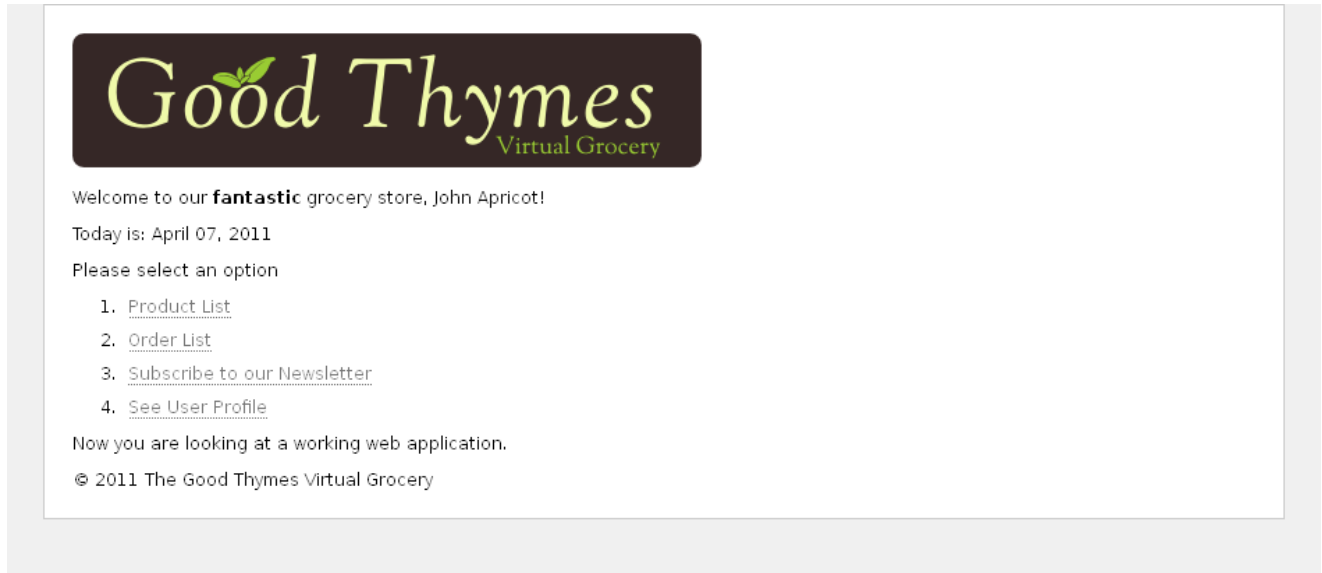 Good Thymes
Virtual Grocery
Welcome to our fantastic grocery store, John Apricot!
Today is: April 07, 2011
Please select an option
1. Product List
2. Order List
3. Subscribe to our Newsletter
4. See User Profile
Now you are looking at a working web application.
© 2011 The Good Thymes Virtual Grocery